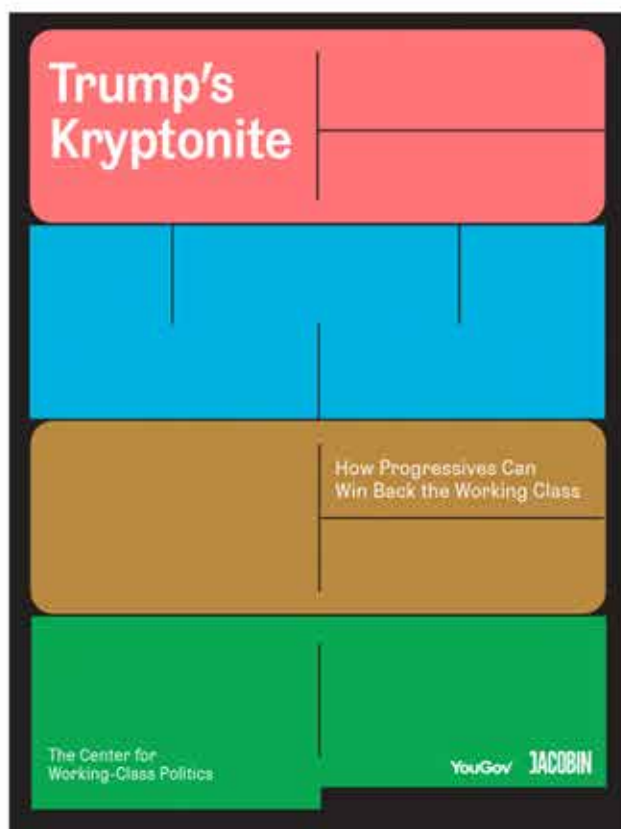 Trump's
Kryptonite
How Progressives Can
Win Back the Working Class
The Center for
Working-Class Politics
YouGov
JACOBIN